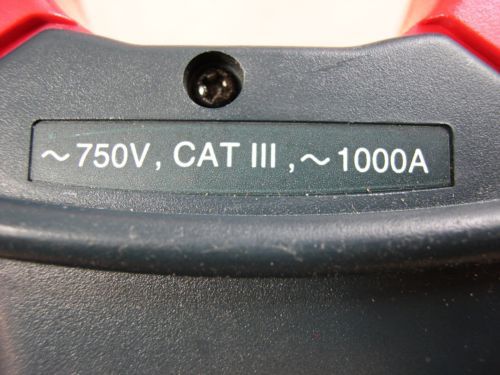 ~750V, CAT III, ~1000A